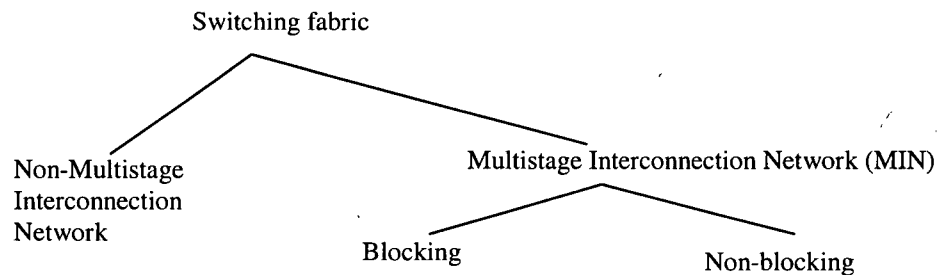 Switching fabric
Non-Multistage
Interconnection
Network
Multistage Interconnection Network (MIN)
Blocking
Non-blocking